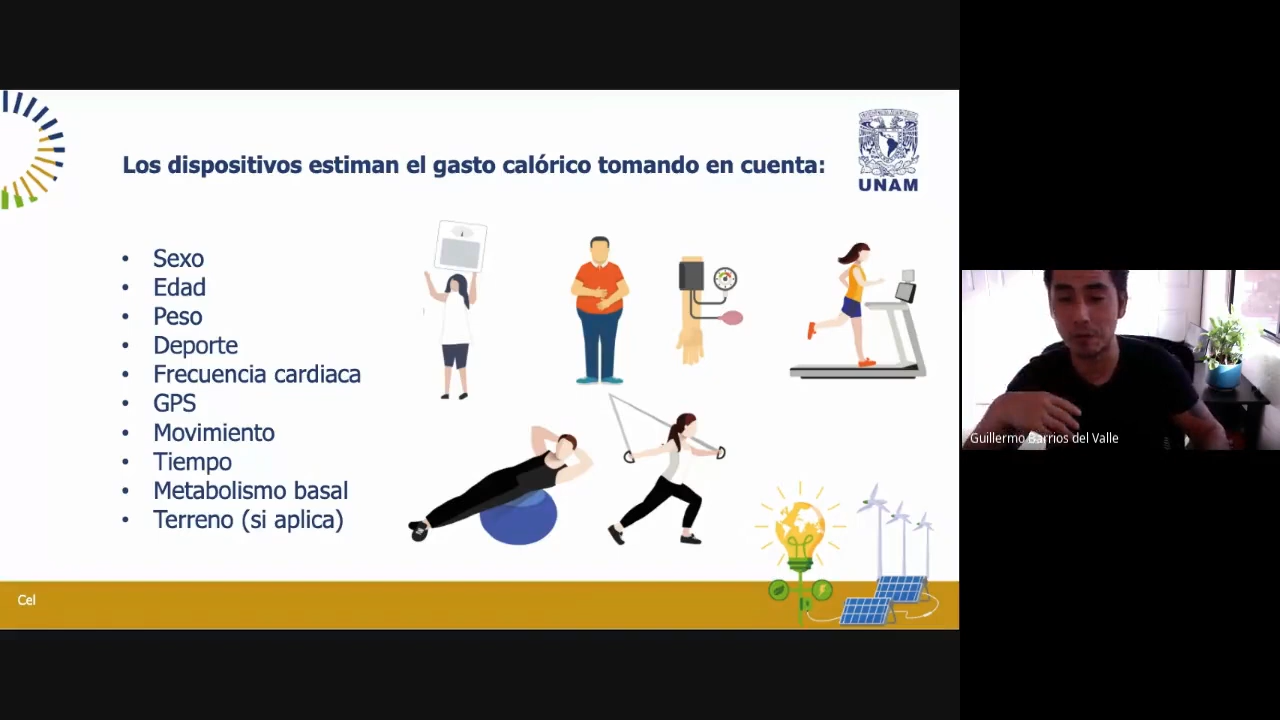 Los dispositivos estiman el gasto calórico tomando en cuenta:
UNAM
• Sexo
• Edad
• Peso
• Deporte
• Frecuencia cardiaca
• GPS
• Movimiento
• Tiempo
• Metabolismo basal
• Terreno (si aplica)
Cel
Guillermo Barrios del Valle